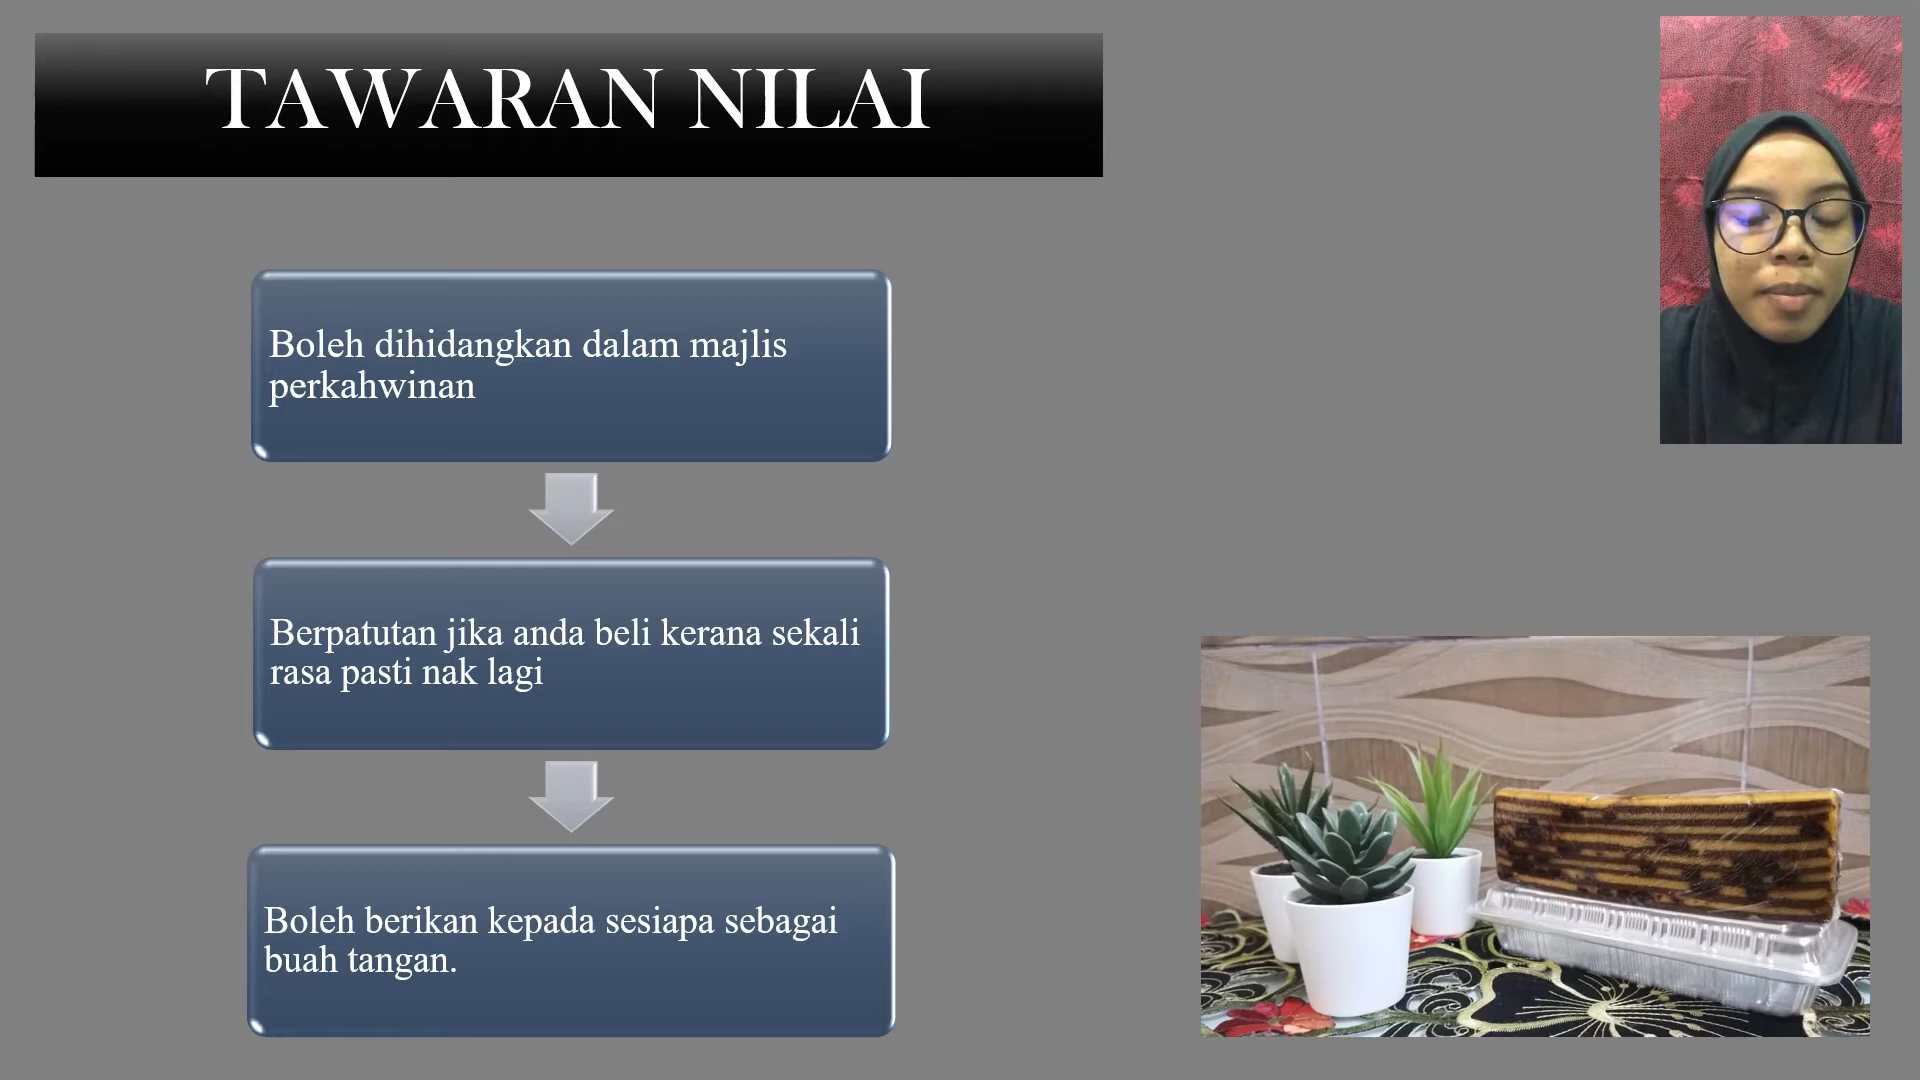 TAWARAN NILAI
Boleh dihidangkan dalam majlis
perkahwinan
Berpatutan jika anda beli kerana sekali
rasa pasti nak lagi
Boleh berikan kepada sesiapa sebagai
buah tangan.